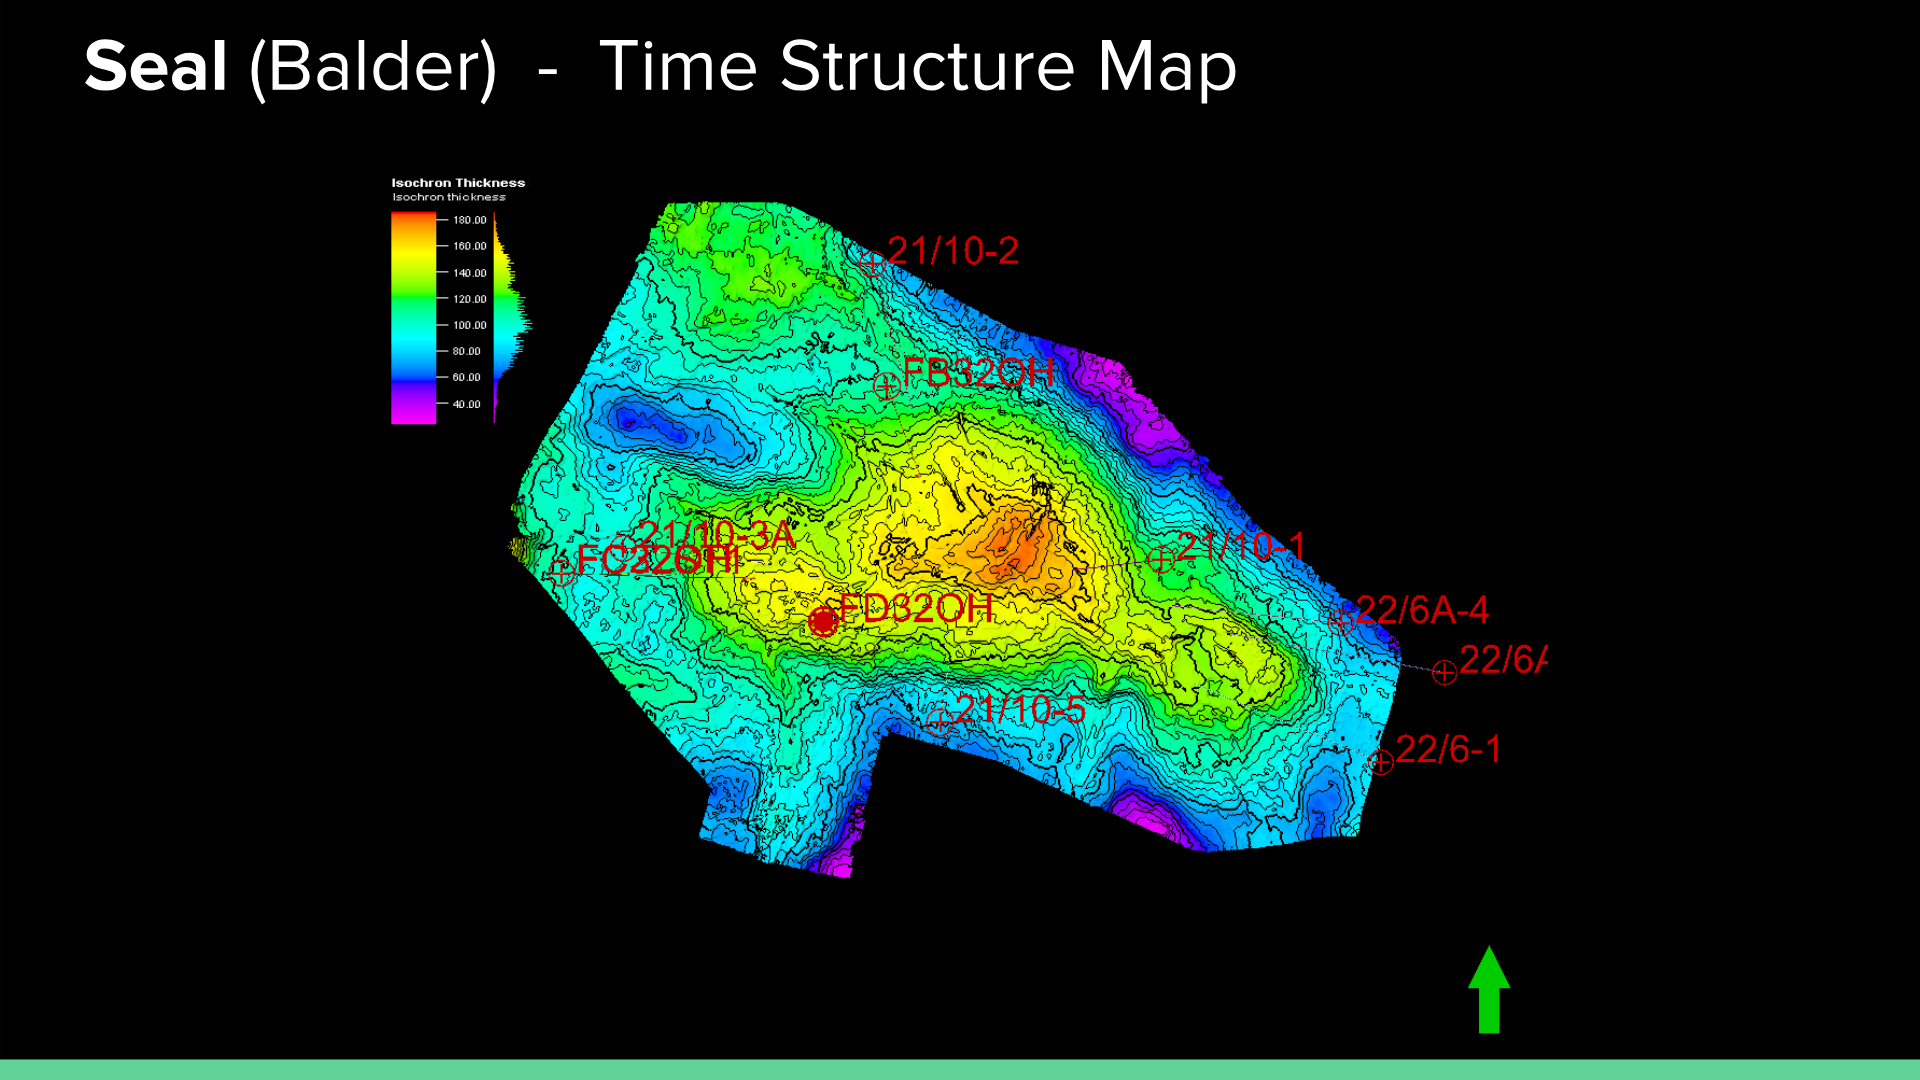 Seal (Balder) - Time Structure Map
Isochron Thickness
Isochron thickness
180.00
160.00
140.00
120.00
100.00
80.00
60.00
40.00
21/10-2
FB32OH
21/10-3A
21/10-1
FD32OH
22/6A-4
22/6A
21/10-5
22/6-1